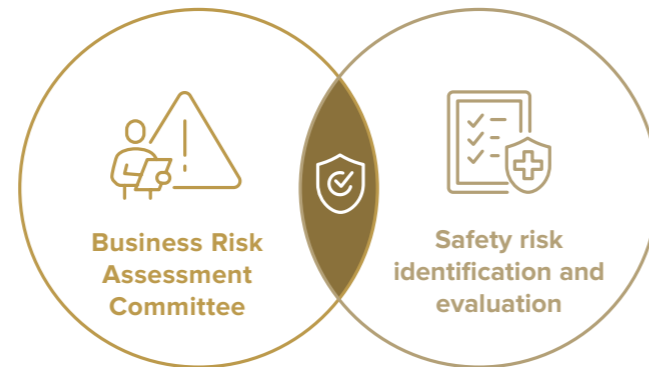 Business Risk
Assessment
Committee
Safety risk
identification and
evaluation